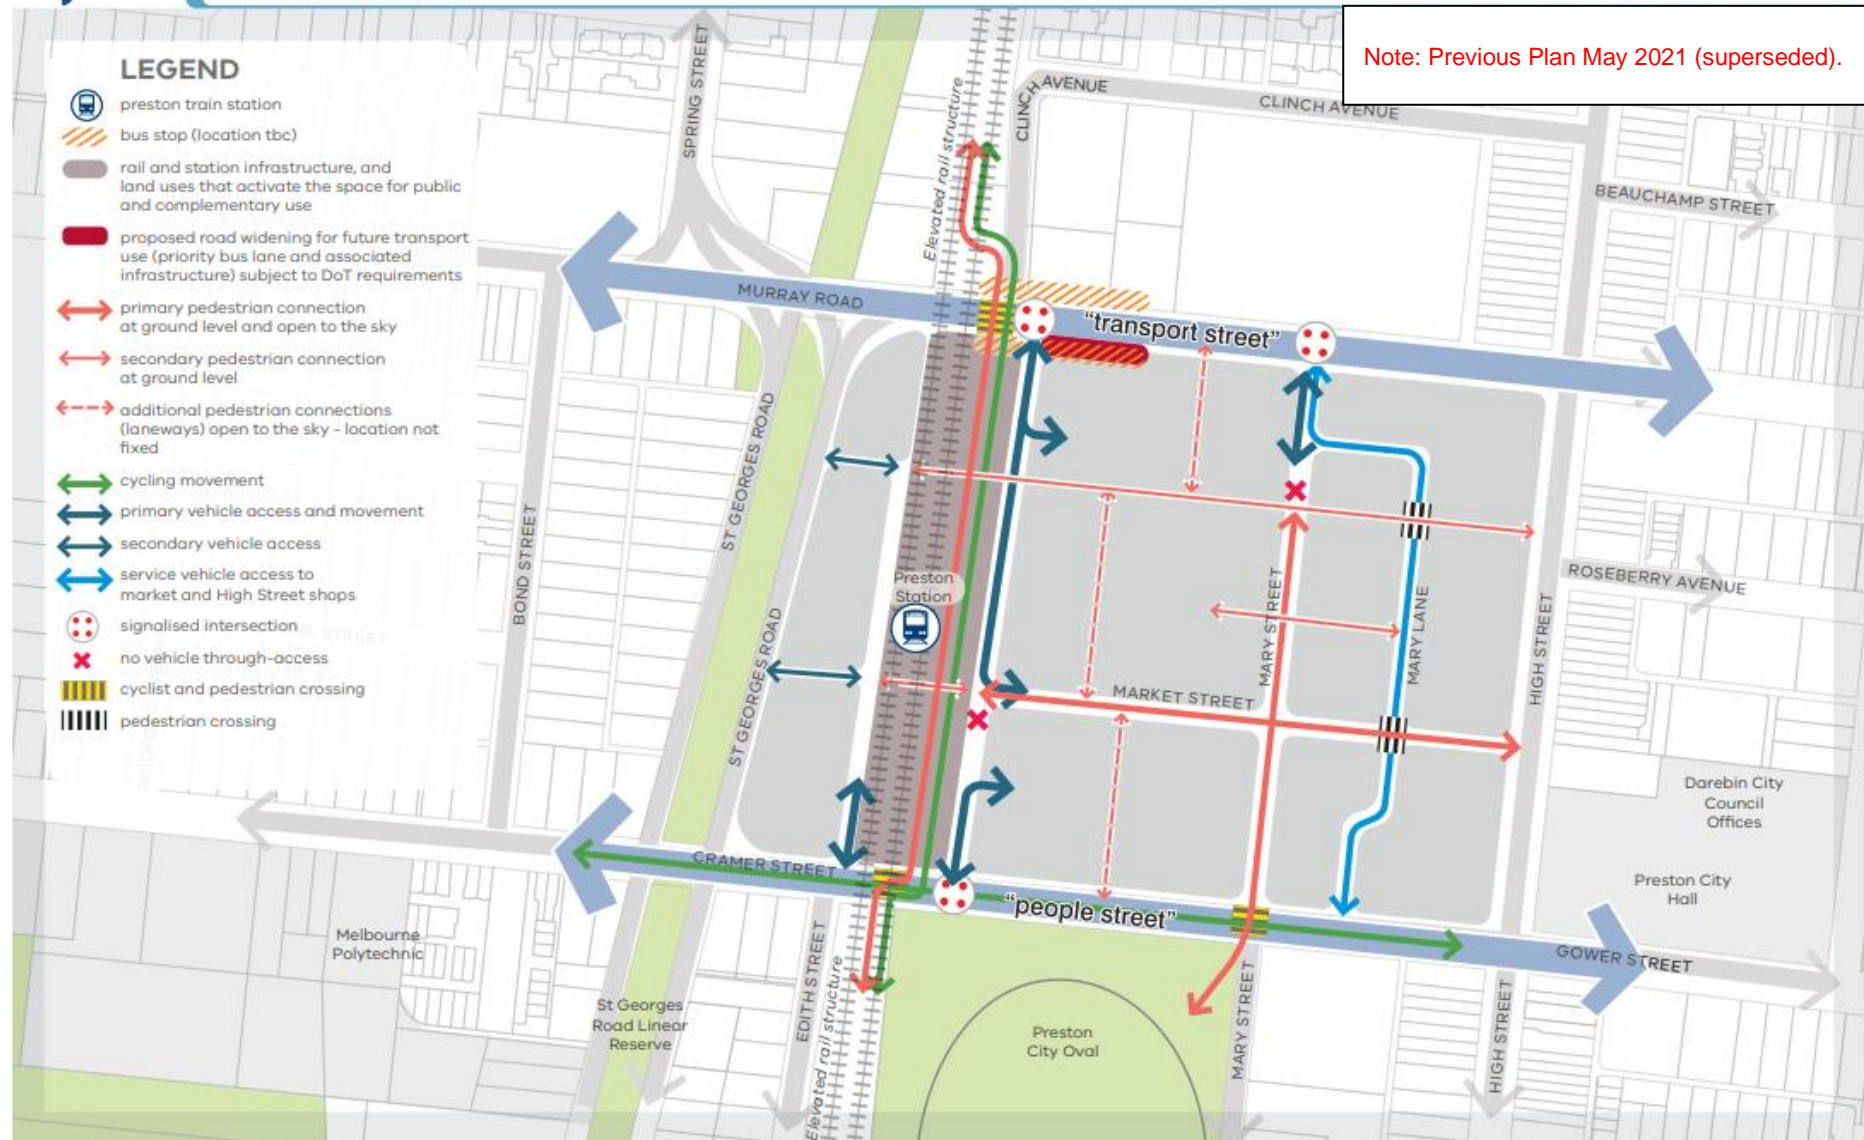 Note: Previous Plan May 2021 (superseded).
LEGEND
preston train station
bus stop (location tbc)
rail and station infrastructure, and
land uses that activate the space for public
and complementary use
proposed road widening for future transport
use (priority bus lane and associated
infrastructure) subject to DoT requirements
primary pedestrian connection
at ground level and open to the sky
secondary pedestrian connection
at ground level
additional pedestrian connections
(laneways) open to the sky - location not
fixed
cycling movement
primary vehicle access and movement
secondary vehicle access
service vehicle access to
market and High Street shops
signalised intersection
no vehicle through-access
cyclist and pedestrian crossing
pedestrian crossing
SPRING STREET
Elevated rail structure
CLINCH AVENUE
CLINCH AVENUE
BEAUCHAMP STREET
MURRAY ROAD
"transport street"
ST GEORGES ROAD
BOND STREET
Preston
Station
ROSEBERRY AVENUE
MARY STREET
MARY LANE
HIGH STREET
ST GEORGES ROAD
MARKET STREET
Darebin City
Council
Offices
CRAMER STREET
Preston City
Hall
"people street"
Melbourne
Polytechnic
GOWER STREET
EDITH STREET
Elevated rail structure
St Georges
Road Linear
Reserve
Preston
City Oval
MARY STREET
HIGH STREET